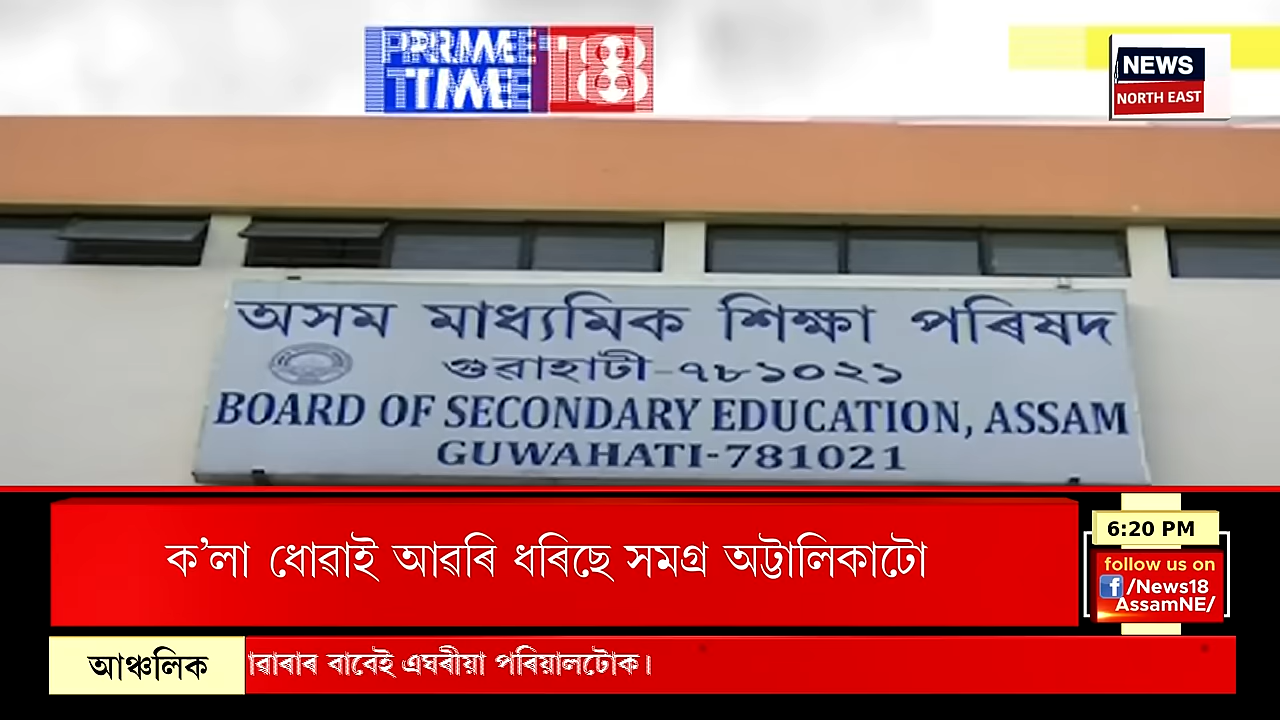 PRIME
TIME 18
NEWS
NORTH EAST
অসম মাধ্যমিক শিক্ষা পৰিষদ
গুৱাহাটী-৭৮১০২১
BOARD OF SECONDARY EDUCATION, ASSAM
GUWAHATI-781021
ক'লা ধোৱাই আৱৰি ধৰিছে সমগ্ৰ অট্টালিকাটো
6:20 PM
follow us on
f/News18
AssamNE/
আঞ্চলিক
বাবেই এঘৰীয়া পৰিয়ালটোক।